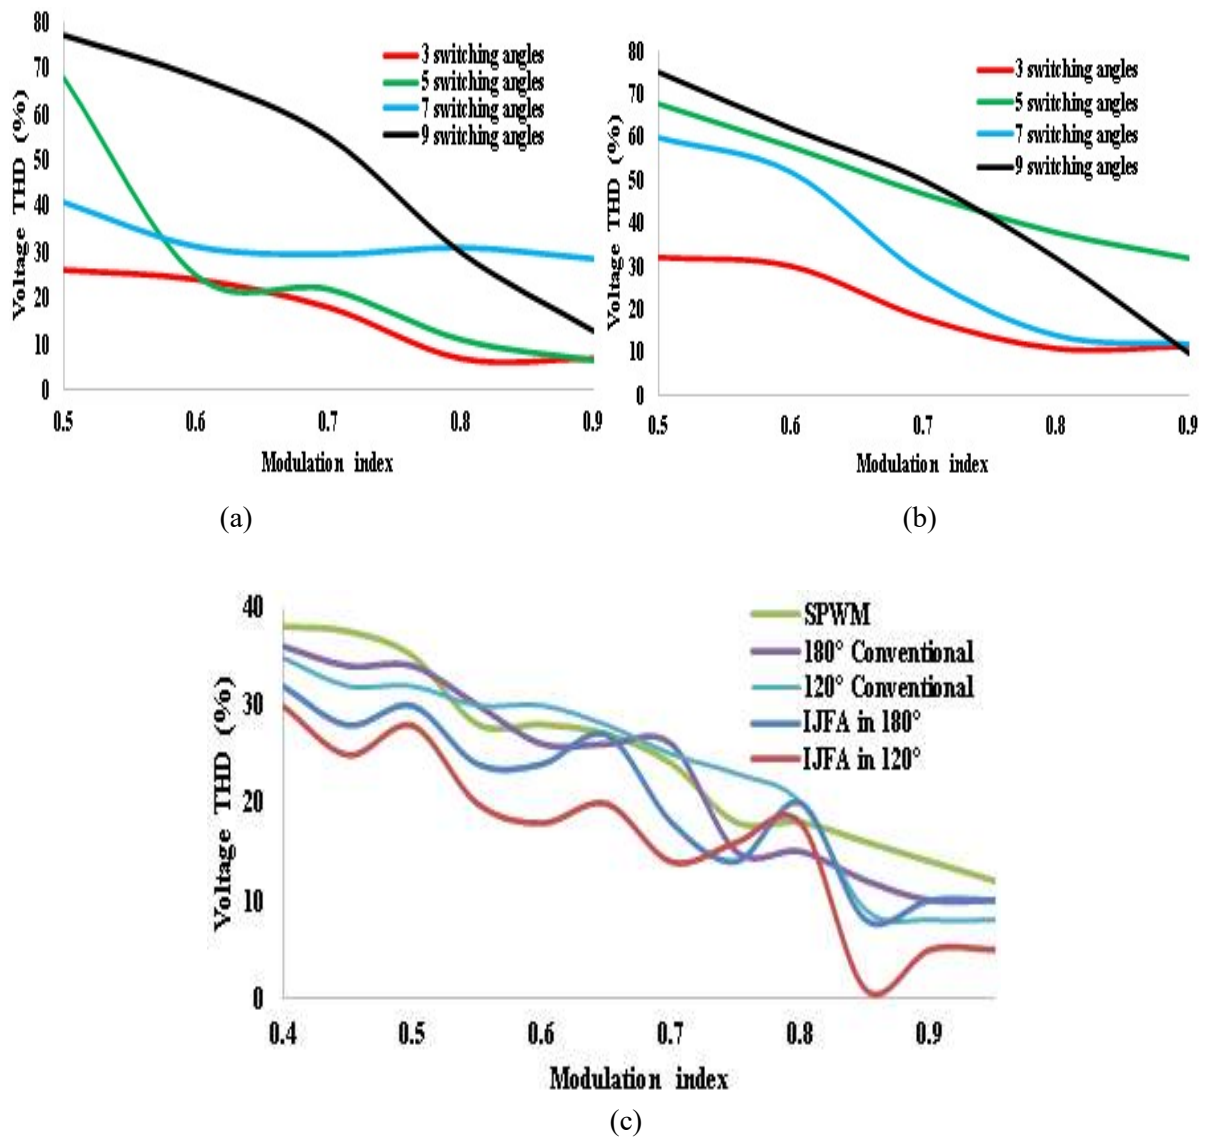 80
70
60
50
40
30
20
10
0
Voltage THD (%)
0.5 0.6 0.7 0.8 0.9
Modulation index
3 switching angles
5 switching angles
7 switching angles
9 switching angles
(a)
80
70
60
50
40
30
20
10
0
Voltage THD (%)
0.5 0.6 0.7 0.8 0.9
Modulation index
3 switching angles
5 switching angles
7 switching angles
9 switching angles
(b)
40
30
20
10
0
Voltage THD (%)
0.4 0.5 0.6 0.7 0.8 0.9
Modulation index
SPWM
180° Conventional
120° Conventional
IJFA in 180°
IJFA in 120°
(c)